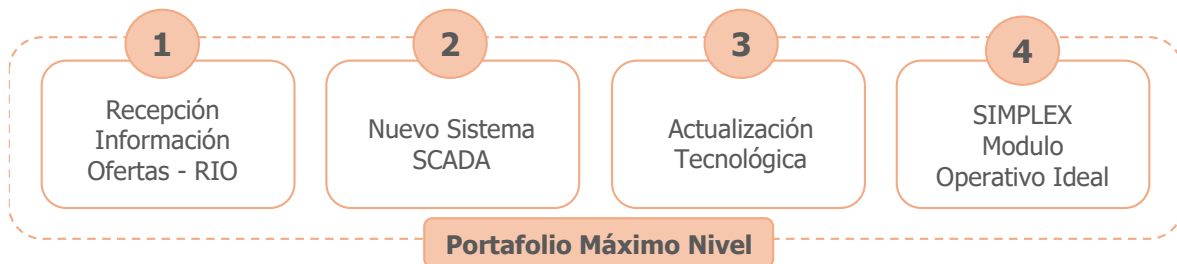 1
Recepción
Información
Ofertas - RIO
2
Nuevo Sistema
SCADA
3
Actualización
Tecnológica
4
SIMPLEX
Modulo
Operativo Ideal
Portafolio Máximo Nivel